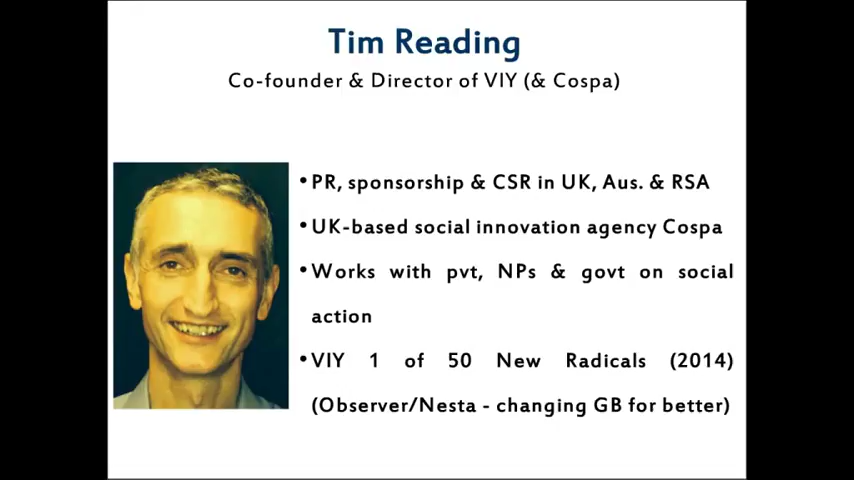 Tim Reading
Co-founder & Director of VIY (& Cospa)
•PR, sponsorship & CSR in UK, Aus. & RSA
•UK-based social innovation agency Cospa
•Works with pvt, NPs & govt on social
action
•VIY 1 of 50 New Radicals (2014)
(Observer/Nesta - changing GB for better)